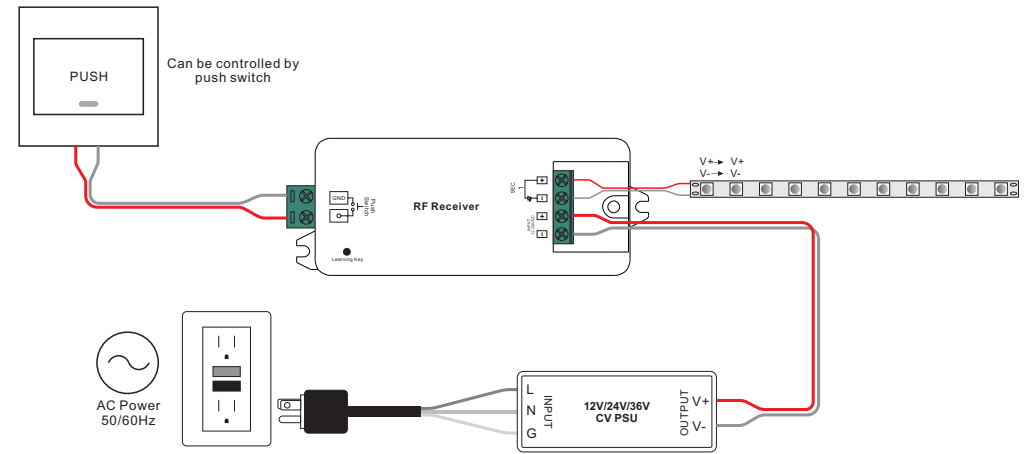 PUSH
Can be controlled by
push switch
GND
Push
Switch
Learning Key
RF Receiver
SEC
1
V+ V+
V- V-
AC Power
50/60Hz
L
N
G
INPUT
12V/24V/36V
CV PSU
OUTPUT
V+
V-